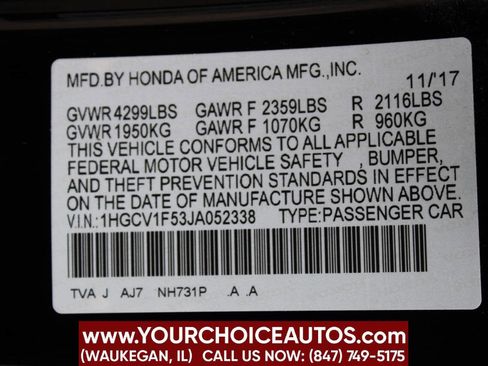 MFD.BY HONDA OF AMERICA MFG.,INC.
11/'17
GVWR 4299LBS GAWR F 2359LBS R 2116LBS
GVWR 1950KG GAWR F 1070KG R 960KG
THIS VEHICLE CONFORMS TO ALL APPLICABLE
FEDERAL MOTOR VEHICLE SAFETY , BUMPER,
AND THEFT PREVENTION STANDARDS IN EFFECT
ON THE DATE OF MANUFACTURE SHOWN ABOVE.
V.I.N.:1HGCV1F53JA052338 TYPE:PASSENGER CAR
TVA J AJ7 NH731P .A .A
WWW.YOURCHOICEAUTOS.COM
(WAUKEGAN, IL) CALL US NOW: (847) 749-5175